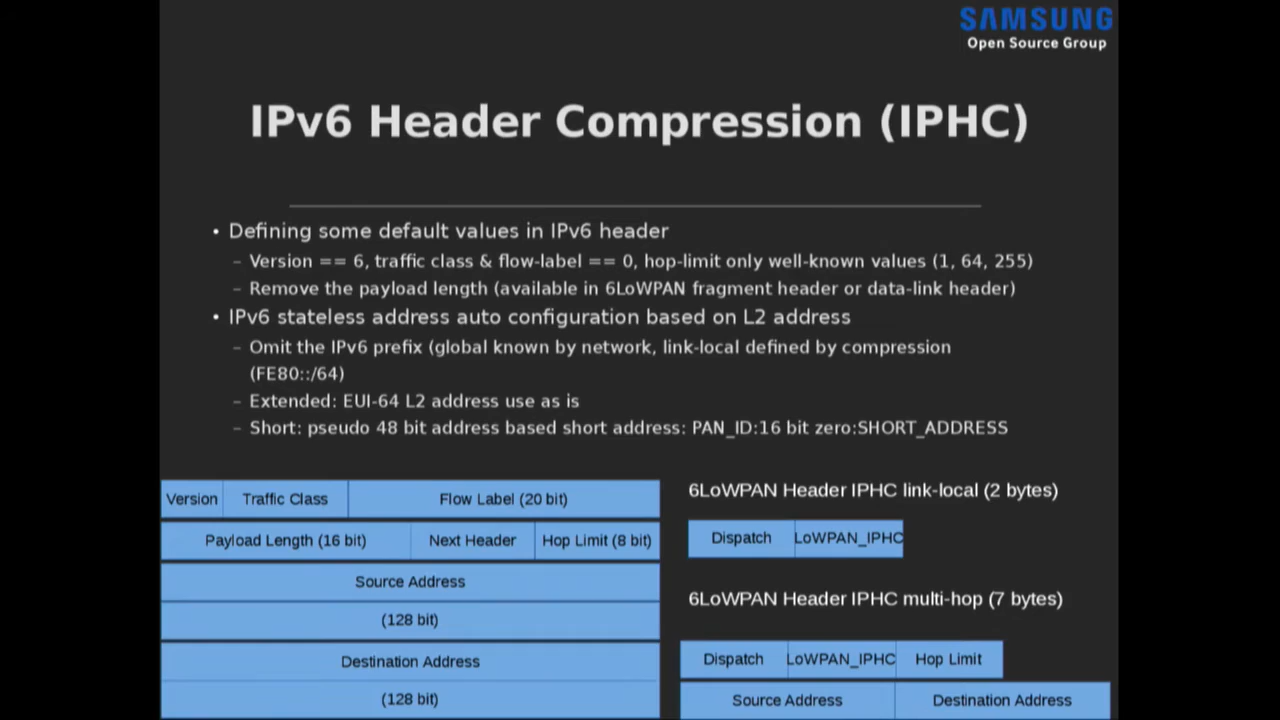 SAMSUNG
Open Source Group
IPv6 Header Compression (IPHC)
• Defining some default values in IPv6 header
– Version == 6, traffic class & flow-label == 0, hop-limit only well-known values (1, 64, 255)
– Remove the payload length (available in 6LoWPAN fragment header or data-link header)
• IPv6 stateless address auto configuration based on L2 address
– Omit the IPv6 prefix (global known by network, link-local defined by compression
(FE80::/64)
– Extended: EUI-64 L2 address use as is
– Short: pseudo 48 bit address based short address: PAN_ID:16 bit zero:SHORT_ADDRESS
Version Traffic Class Flow Label (20 bit)
Payload Length (16 bit) Next Header Hop Limit (8 bit)
Source Address
(128 bit)
Destination Address
(128 bit)
6LoWPAN Header IPHC link-local (2 bytes)
Dispatch LoWPAN_IPHC
6LoWPAN Header IPHC multi-hop (7 bytes)
Dispatch LoWPAN_IPHC Hop Limit
Source Address Destination Address